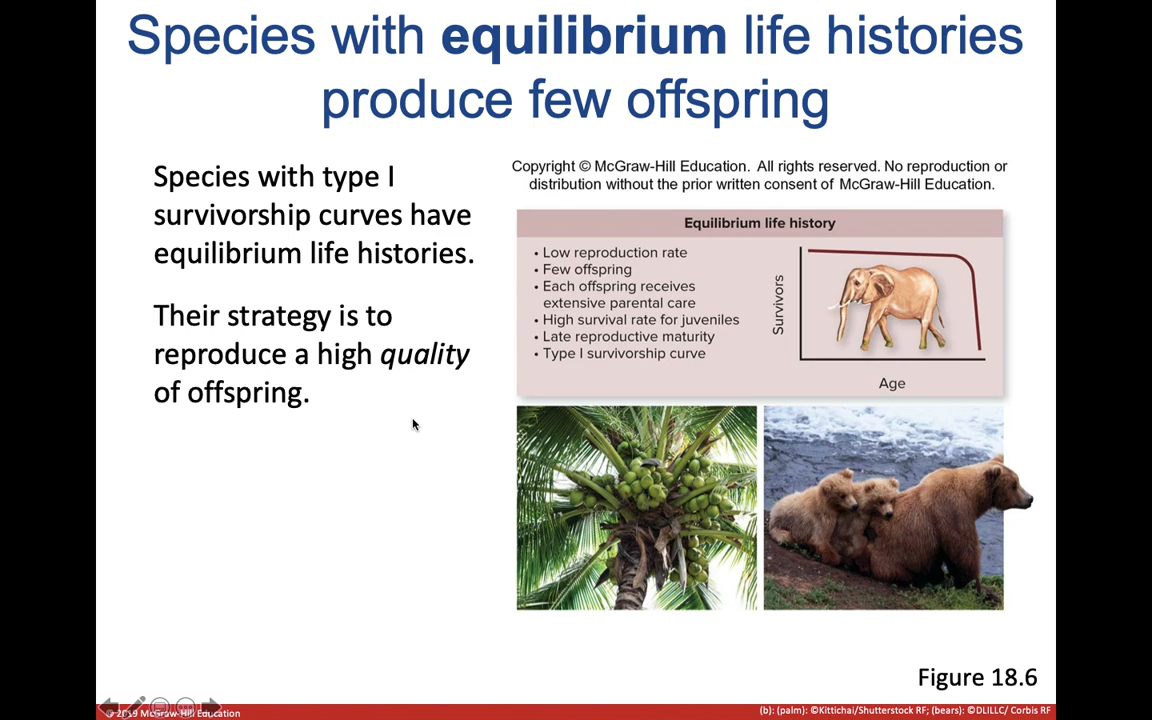 Species with equilibrium life histories
produce few offspring
Species with type I
survivorship curves have
equilibrium life histories.
Their strategy is to
reproduce a high quality
of offspring.
Copyright © McGraw-Hill Education. All rights reserved. No reproduction or
distribution without the prior written consent of McGraw-Hill Education.
Equilibrium life history
• Low reproduction rate
• Few offspring
• Each offspring receives
extensive parental care
• High survival rate for juveniles
• Late reproductive maturity
• Type I survivorship curve
Survivors
Age
Figure 18.6
© 2019 McGraw-Hill Education
(b): (palm): ©Kittichai/Shutterstock RF; (bears): ©DLILLC/ Corbis RF